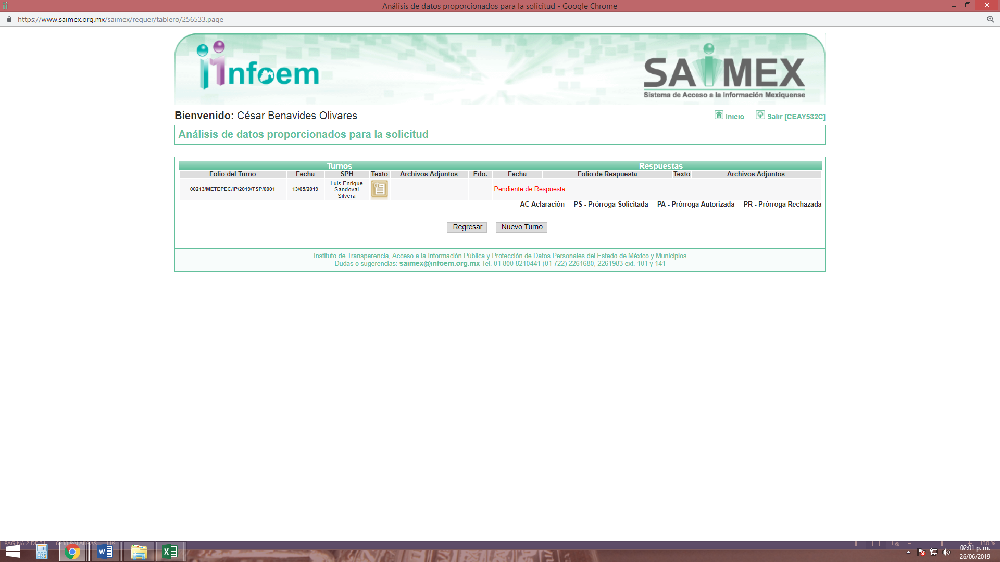 Análisis de datos proporcionados para la solicitud - Google Chrome
https://www.saimex.org.mx/saimex/requer/tablero/256533.page
infoem
SAIMEX
Sistema de Acceso a la Información Mexiquense
Bienvenido: César Benavides Olivares
Inicio Salir [CEAY532C]
Análisis de datos proporcionados para la solicitud
Turnos Respuestas
Folio del Turno Fecha SPH Texto Archivos Adjuntos Edo. Fecha Folio de Respuesta Texto Archivos Adjuntos
00213/METEPEC/IP/2019/TSP/0001 13/05/2019 Luis Enrique Sandoval Silvera Pendiente de Respuesta
AC Aclaración PS - Prórroga Solicitada PA - Prórroga Autorizada PR - Prórroga Rechazada
Regresar Nuevo Turno
Instituto de Transparencia, Acceso a la Información Pública y Protección de Datos Personales del Estado de México y Municipios
Dudas o sugerencias: saimex@infoem.org.mx Tel. 01 800 8210441 (01 722) 2261680, 2261983 ext. 101 y 141
PÁGINA 2 DE 31 6238 PALABRAS 130 %
02:01 p. m.
26/06/2019